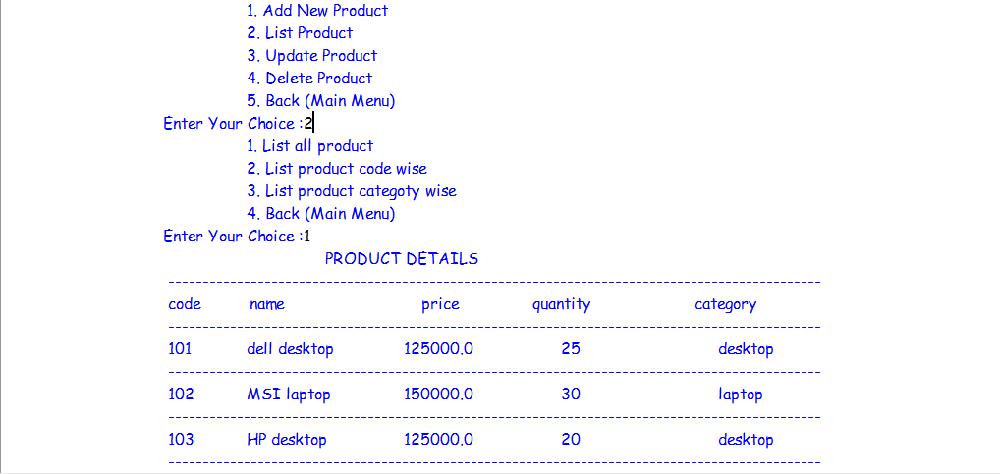 1. Add New Product
2. List Product
3. Update Product
4. Delete Product
5. Back (Main Menu)
Enter Your Choice :2
1. List all product
2. List product code wise
3. List product categoty wise
4. Back (Main Menu)
Enter Your Choice :1
PRODUCT DETAILS
--------------------------------------------------------------------------------
code name price quantity category
--------------------------------------------------------------------------------
101 dell desktop 125000.0 25 desktop
--------------------------------------------------------------------------------
102 MSI laptop 150000.0 30 laptop
--------------------------------------------------------------------------------
103 HP desktop 125000.0 20 desktop
--------------------------------------------------------------------------------